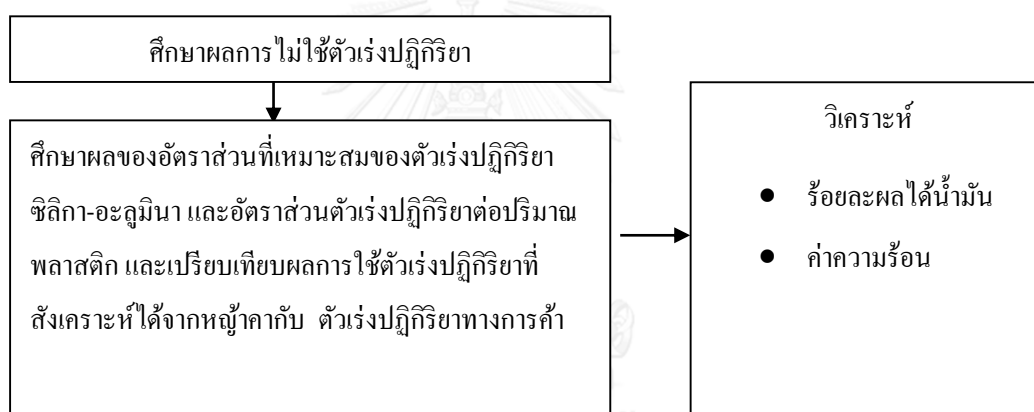 ศึกษาผลการไม่ใช้ตัวเร่งปฏิกิริยา
ศึกษาผลของอัตราส่วนที่เหมาะสมของตัวเร่งปฏิกิริยา
ซิลิกา-อะลูมินา และอัตราส่วนตัวเร่งปฏิกิริยาต่อปริมาณ
พลาสติก และเปรียบเทียบผลการใช้ตัวเร่งปฏิกิริยาที่
สังเคราะห์ได้จากหญ้าคากับ ตัวเร่งปฏิกิริยาทางการค้า
วิเคราะห์
● ร้อยละผลได้น้ำมัน
● ค่าความร้อน